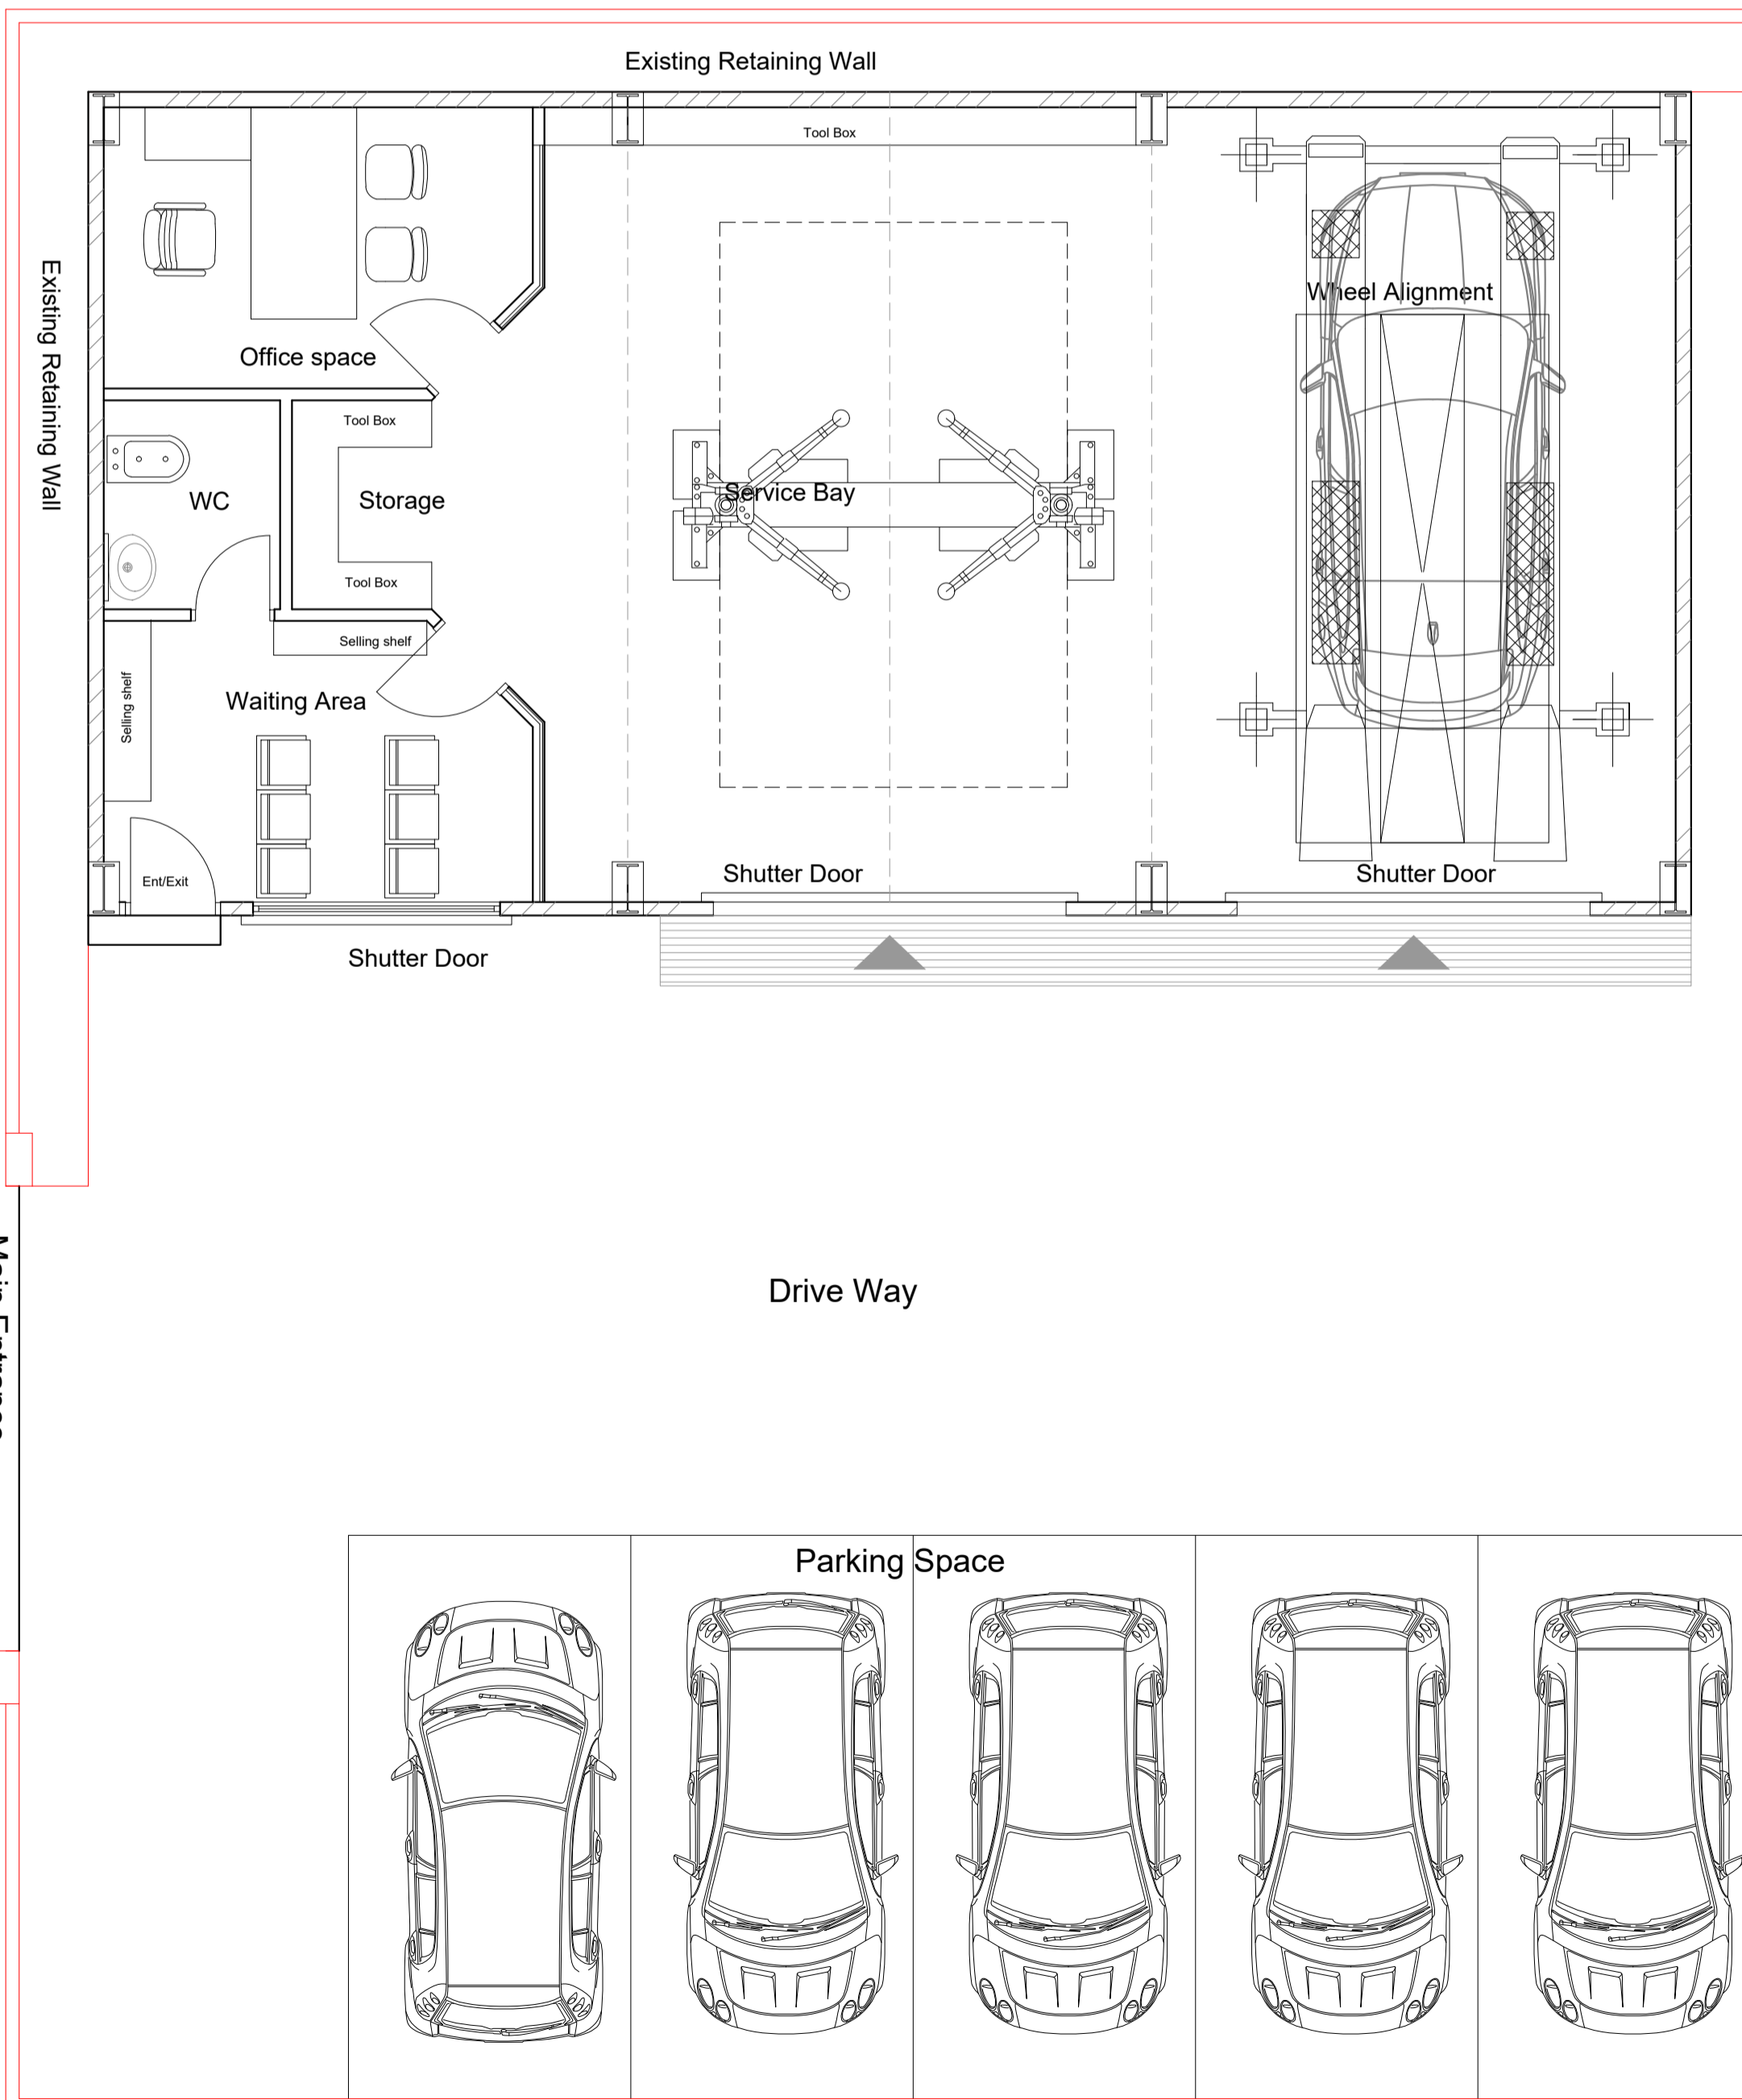 Existing Retaining Wall
Tool Box
Existing Retaining Wall
Wheel Alignment
Office space
Tool Box
Service Bay
WC
Storage
Tool Box
Selling shelf
Selling shelf
Waiting Area
Shutter Door
Shutter Door
Ent/Exit
Shutter Door
Main Entrance
Drive Way
Parking Space